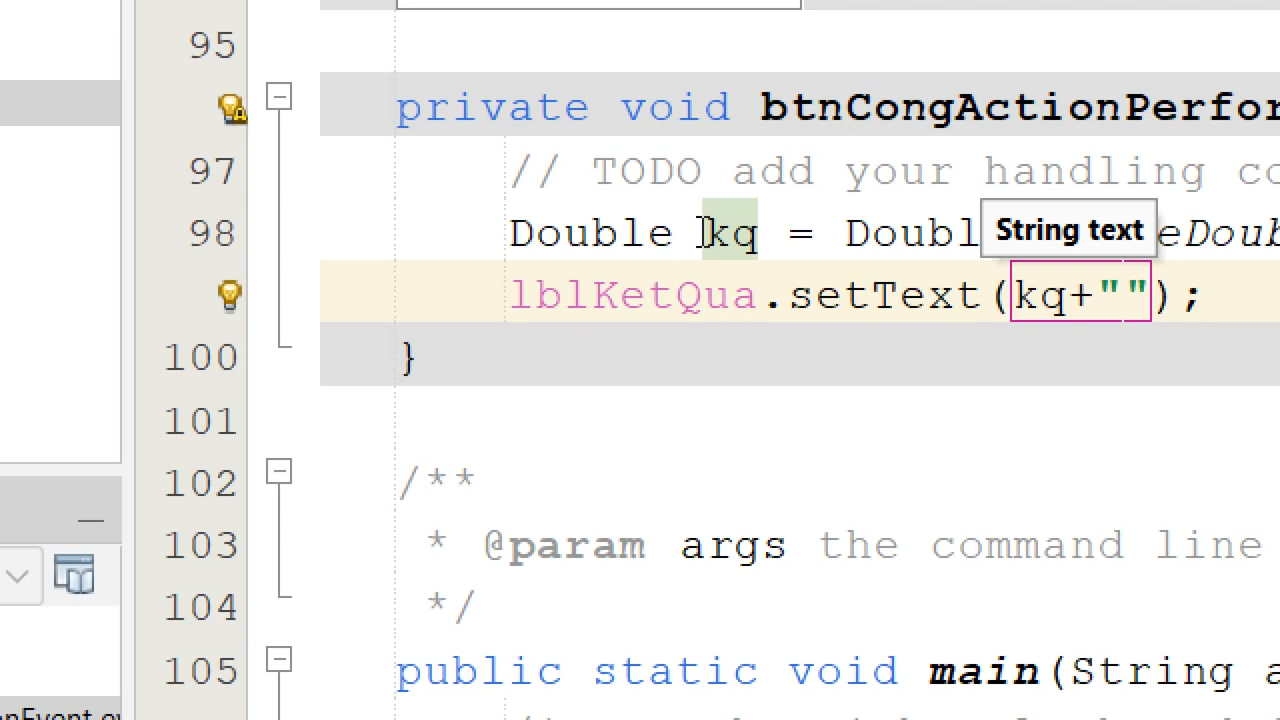 95
private void btnCongActionPerfor
97 // TODO add your handling co
98 Double kq = Doubl String text eDoub
lblKetQua.setText(kq+"");
100 }
101
102 /**
103 * @param args the command line
104 */
105 public static void main(String a